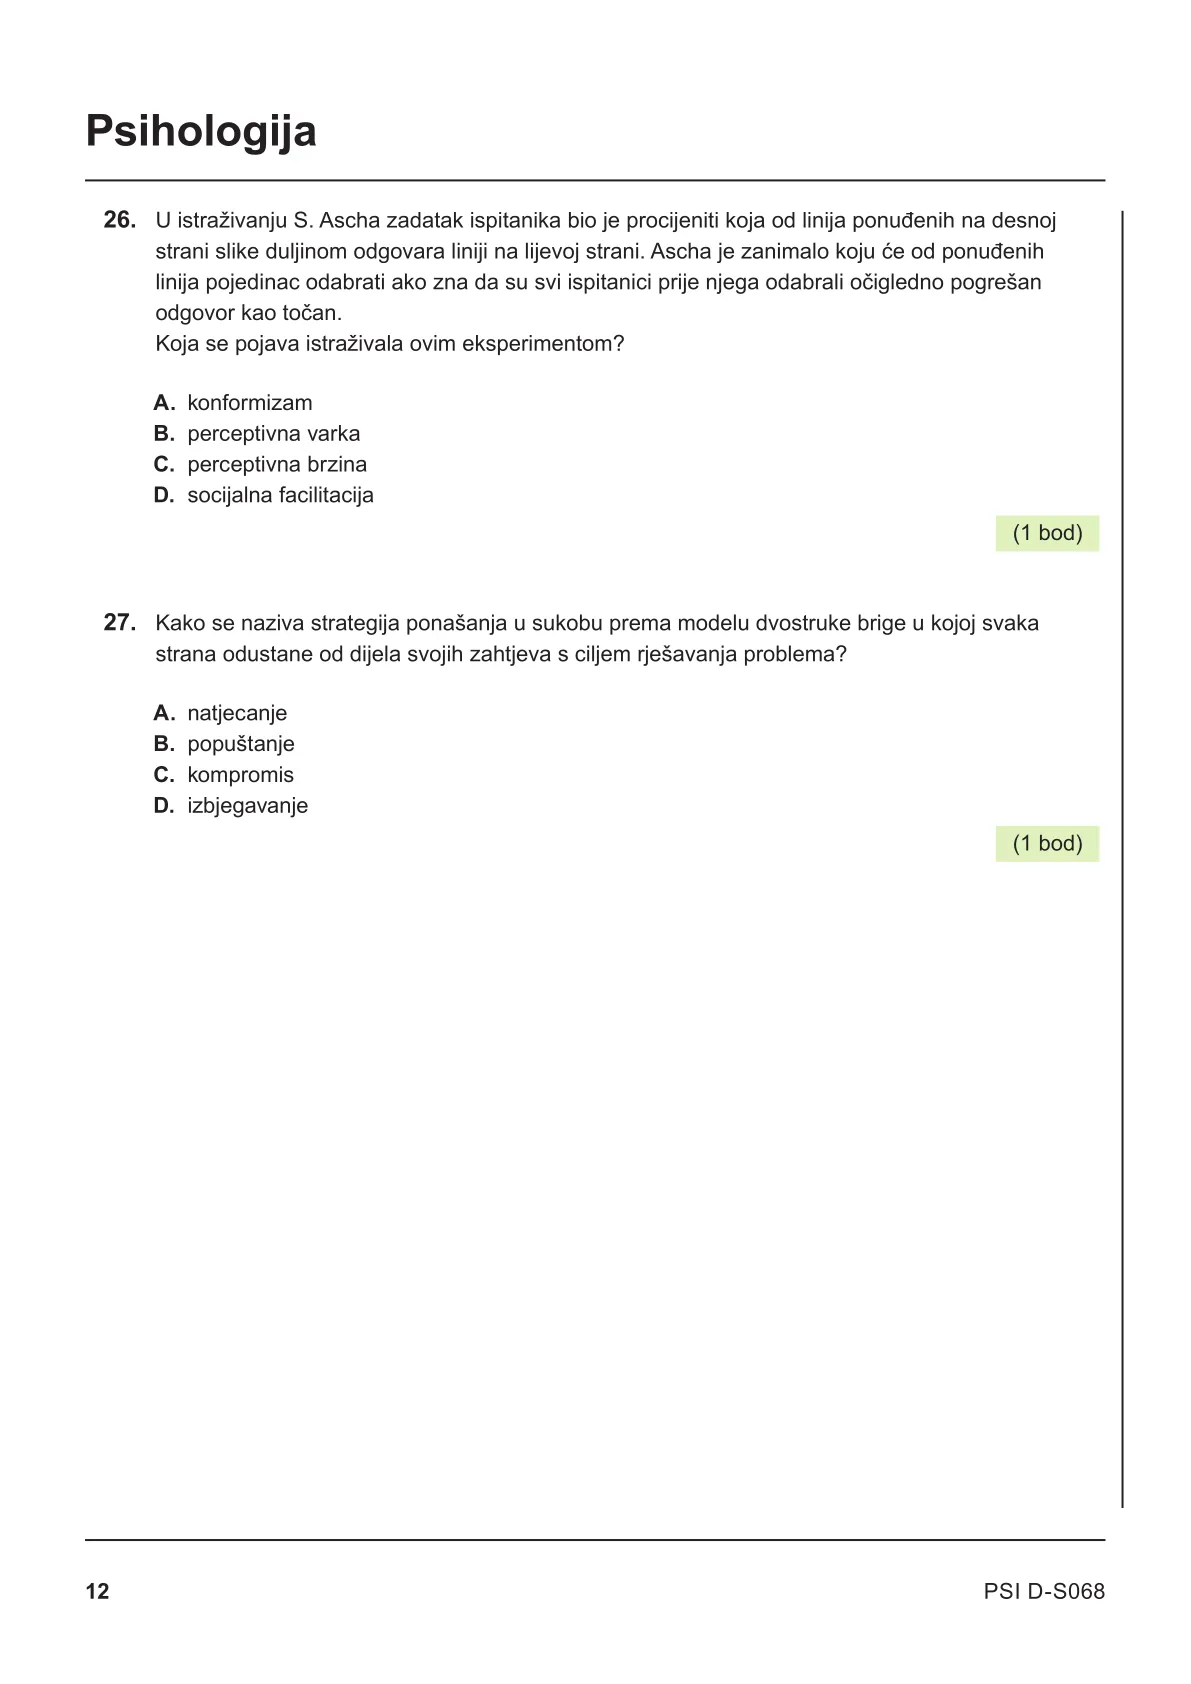 Psihologija
26. U istraživanju S. Ascha zadatak ispitanika bio je procijeniti koja od linija ponuđenih na desnoj
strani slike duljinom odgovara liniji na lijevoj strani. Ascha je zanimalo koju će od ponuđenih
linija pojedinac odabrati ako zna da su svi ispitanici prije njega odabrali očigledno pogrešan
odgovor kao točan.
Koja se pojava istraživala ovim eksperimentom?
A. konformizam
B. perceptivna varka
C. perceptivna brzina
D. socijalna facilitacija
(1 bod)
27. Kako se naziva strategija ponašanja u sukobu prema modelu dvostruke brige u kojoj svaka
strana odustane od dijela svojih zahtjeva s ciljem rješavanja problema?
A. natjecanje
B. popuštanje
C. kompromis
D. izbjegavanje
(1 bod)
12
PSI D-S068